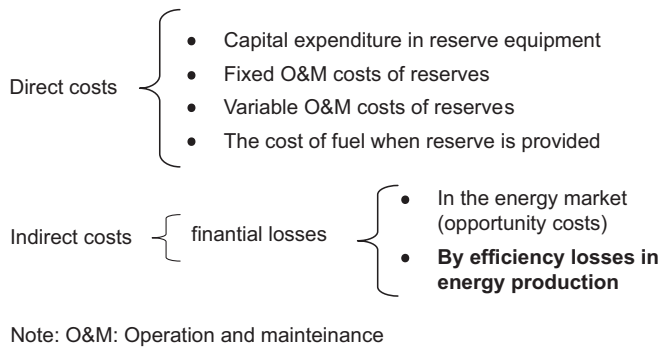 Direct costs
● Capital expenditure in reserve equipment
● Fixed O&M costs of reserves
● Variable O&M costs of reserves
● The cost of fuel when reserve is provided
Indirect costs
finantial losses
● In the energy market
(opportunity costs)
● By efficiency losses in
energy production
Note: O&M: Operation and mainteinance